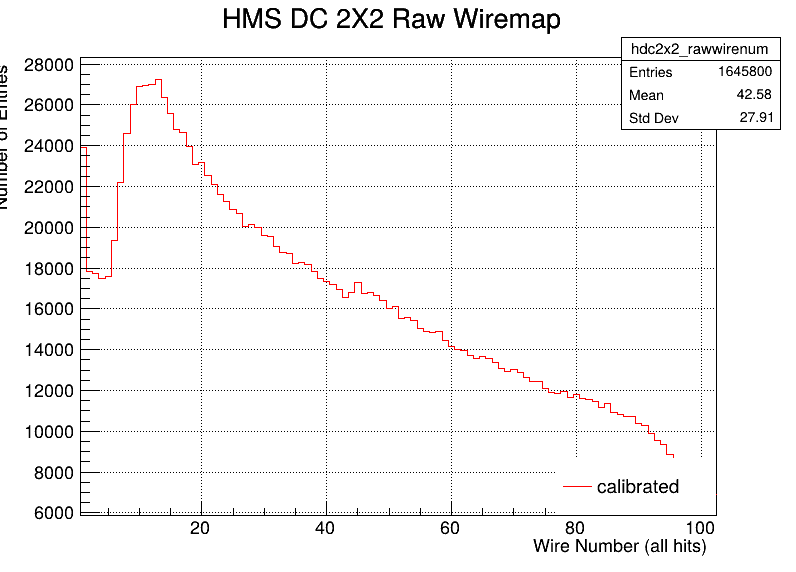 HMS DC 2X2 Raw Wiremap
hdc2x2_rawwirenum
Entries 1645800
Mean 42.58
Std Dev 27.91
Number of Entries
28000
26000
24000
22000
20000
18000
16000
14000
12000
10000
8000
6000
calibrated
20 40 60 80 100
Wire Number (all hits)